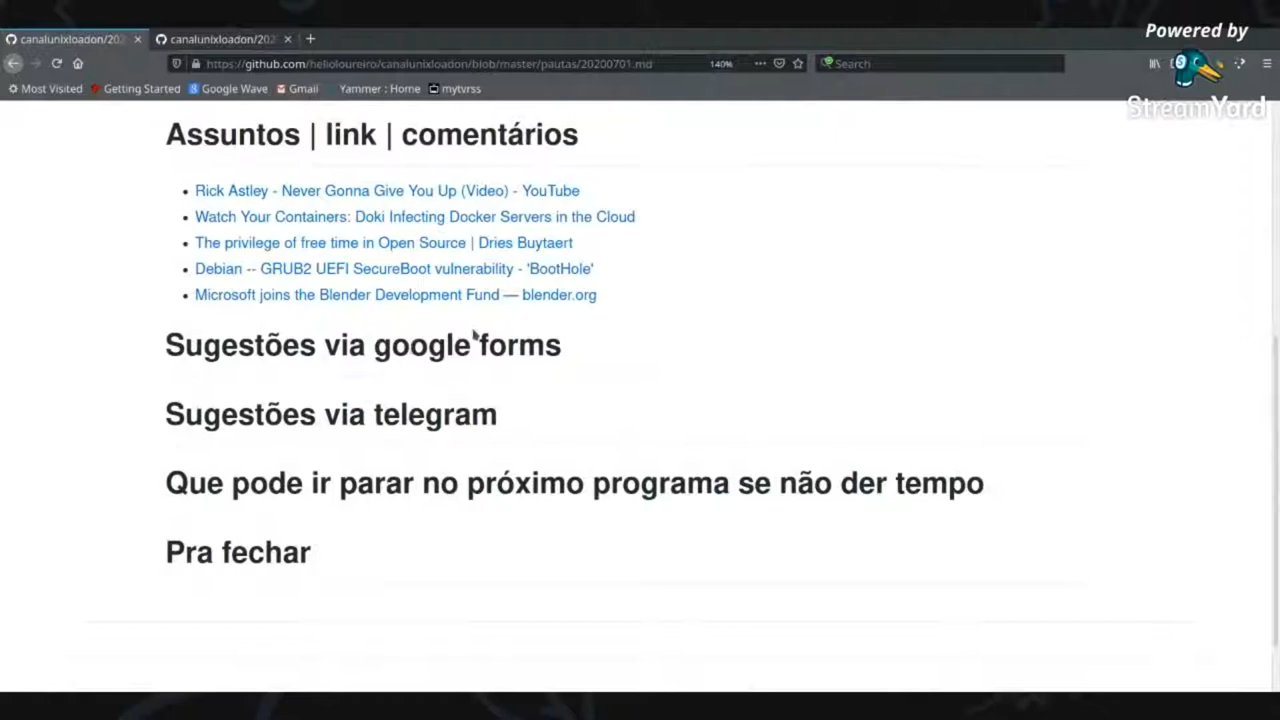 Powered by
canalunixloadon/202
canalunixloadon/202
https://github.com/helioloureiro/canalunixloadon/blob/master/pautas/20200701.md
140%
Search
Most Visited
Getting Started
Google Wave
Gmail
Yammer : Home
mytvrss
StreamYard
Assuntos | link | comentários
Rick Astley - Never Gonna Give You Up (Video) - YouTube
Watch Your Containers: Doki Infecting Docker Servers in the Cloud
The privilege of free time in Open Source | Dries Buytaert
Debian -- GRUB2 UEFI SecureBoot vulnerability - 'BootHole'
Microsoft joins the Blender Development Fund — blender.org
Sugestões via google forms
Sugestões via telegram
Que pode ir parar no próximo programa se não der tempo
Pra fechar